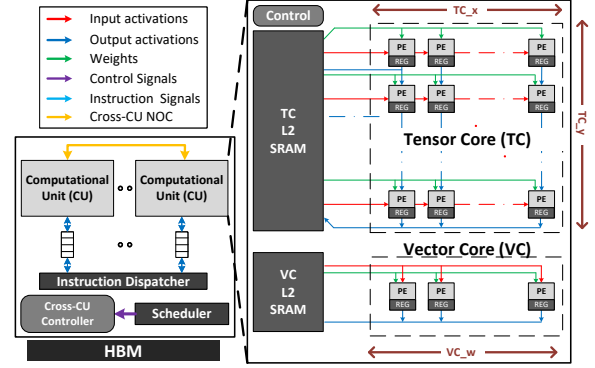 Input activations
Output activations
Weights
Control Signals
Instruction Signals
Cross-CU NOC
Computational
Unit (CU)
Computational
Unit (CU)
Instruction Dispatcher
Cross-CU
Controller
Scheduler
HBM
Control
TC_x
TC
L2
SRAM
PE
REG
PE
REG
PE
REG
PE
REG
PE
REG
PE
REG
TC_y
Tensor Core (TC)
PE
REG
PE
REG
PE
REG
Vector Core (VC)
VC
L2
SRAM
PE
REG
PE
REG
PE
REG
VC_w